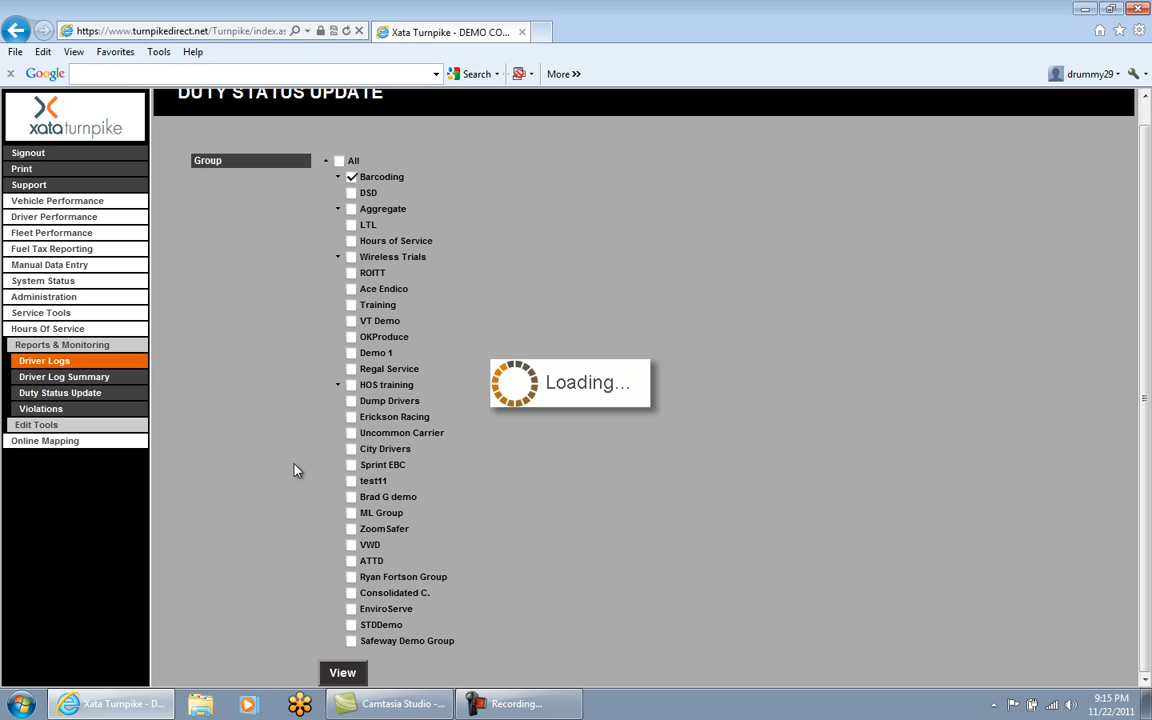 https://www.turnpikedirect.net/Turnpike/index.as
Xata Turnpike - DEMO CO...
File Edit View Favorites Tools Help
Google Search More »
drummy29
DUTY STATUS UPDATE
xataturnpike
Signout
Print
Support
Vehicle Performance
Driver Performance
Fleet Performance
Fuel Tax Reporting
Manual Data Entry
System Status
Administration
Service Tools
Hours Of Service
Reports & Monitoring
Driver Logs
Driver Log Summary
Duty Status Update
Violations
Edit Tools
Online Mapping
Group
All
Barcoding
DSD
Aggregate
LTL
Hours of Service
Wireless Trials
ROITT
Ace Endico
Training
VT Demo
OKProduce
Demo 1
Regal Service
HOS training
Dump Drivers
Erickson Racing
Uncommon Carrier
City Drivers
Sprint EBC
test11
Brad G demo
ML Group
ZoomSafer
VWD
ATTD
Ryan Fortson Group
Consolidated C.
EnviroServe
STDDemo
Safeway Demo Group
Loading...
View
Xata Turnpike - D...
Camtasia Studio -...
Recording...
9:15 PM
11/22/2011